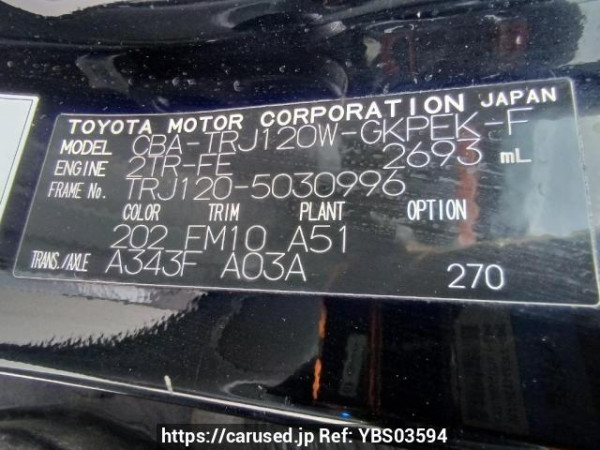 TOYOTA MOTOR CORPORATION JAPAN
MODEL CBA-TRJ120W-GKPEK-F
ENGINE 2TR-FE 2693 mL
FRAME No. TRJ120-5030996
COLOR TRIM PLANT OPTION
202 FM10 A51
TRANS./AXLE A343F A03A 270
https://carused.jp Ref: YBS03594